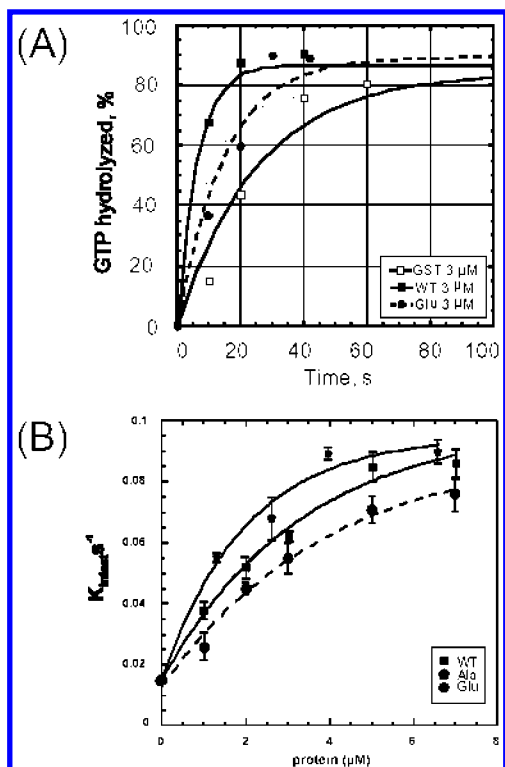 (A)
GTP hydrolyzed, %
100
80
60
40
20
0
GST 3 µM
WT 3 µM
Glu 3 µM
0 20 40 60 80 100
Time, s
(B)
0.1
0.08
0.06
0.04
0.02
0
WT
Ala
Glu
0 2 4 6 8
protein (µM)